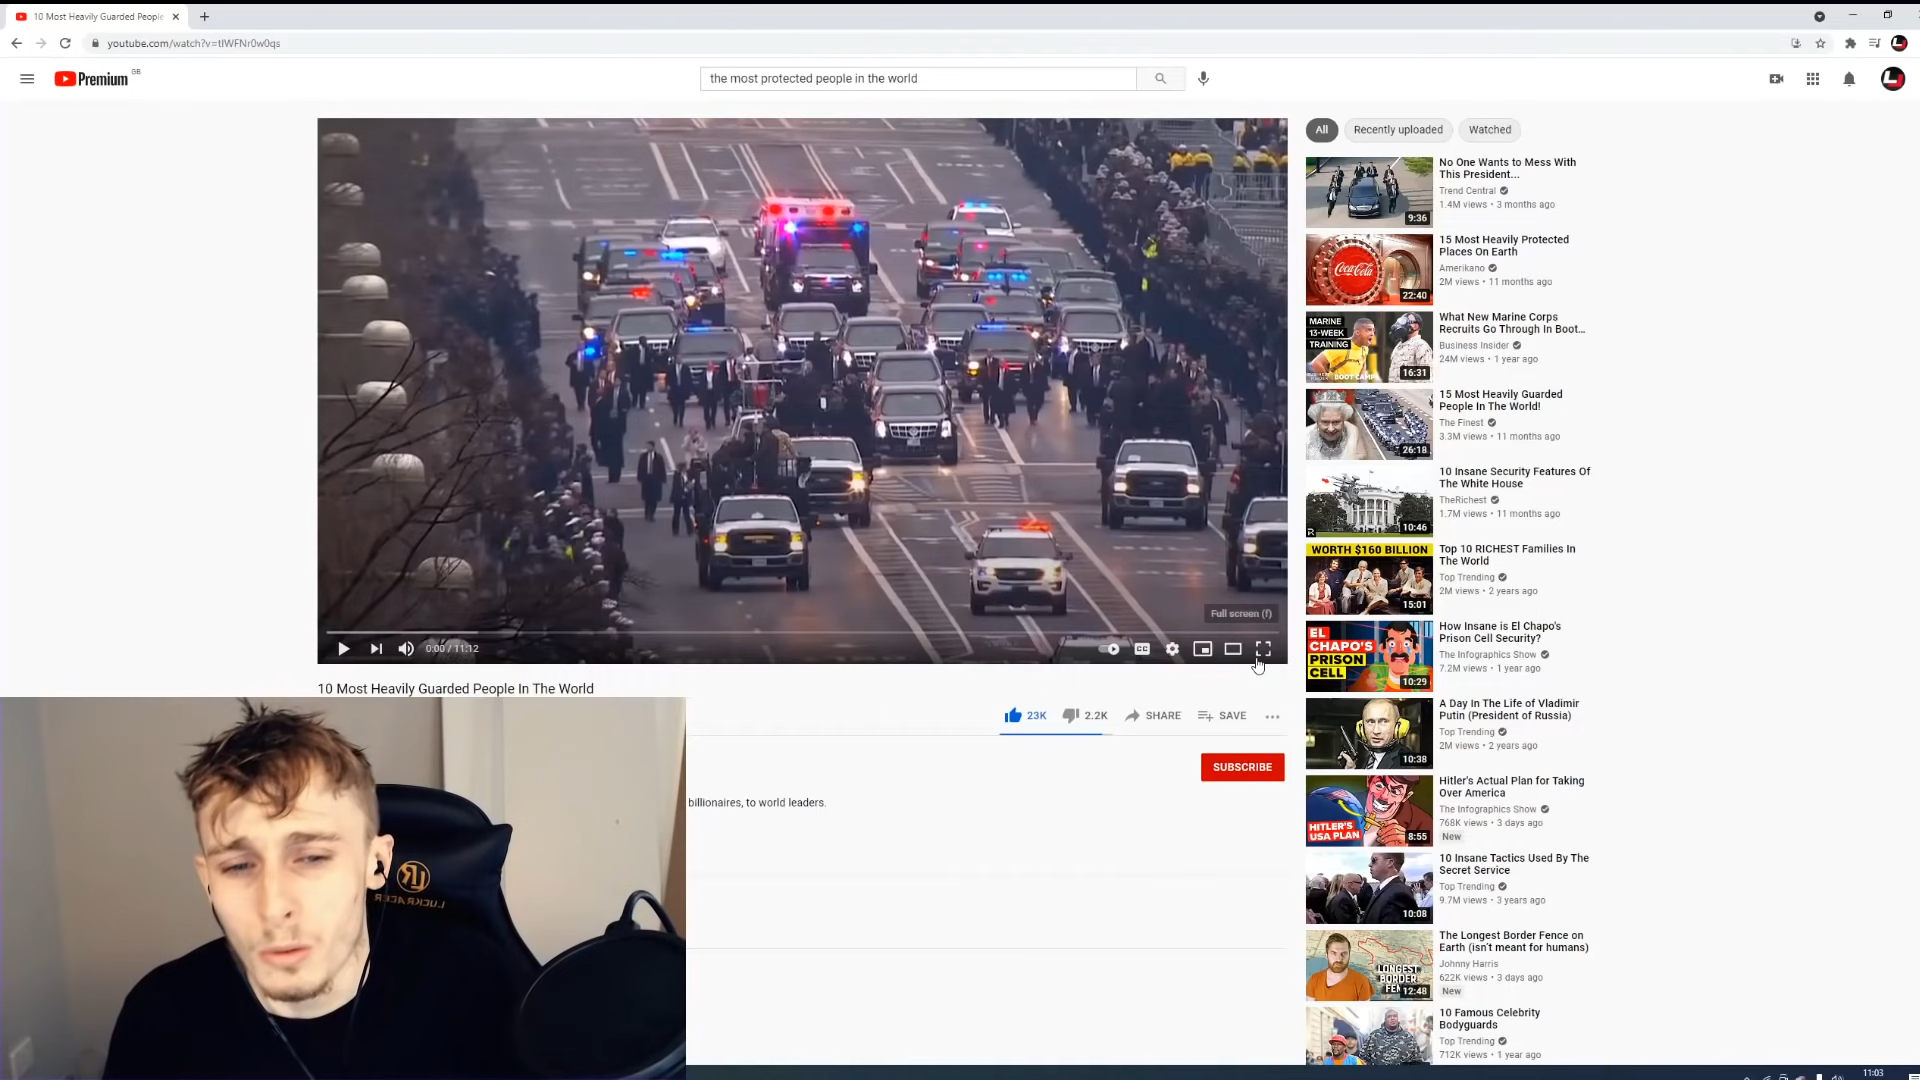 10 Most Heavily Guarded People
youtube.com/watch?v=tIWFNr0w0qs
Premium GB
the most protected people in the world
Full screen (f)
0:00 / 11:12
CC
10 Most Heavily Guarded People In The World
23K
2.2K
SHARE
SAVE
SUBSCRIBE
billionaires, to world leaders.
LUCKRACER
All
Recently uploaded
Watched
9:36
No One Wants to Mess With
This President...
Trend Central
1.4M views • 3 months ago
Coca-Cola
22:40
15 Most Heavily Protected
Places On Earth
Amerikano
2M views • 11 months ago
MARINE
13-WEEK
TRAINING
BOOT CAMP
16:31
What New Marine Corps
Recruits Go Through In Boot...
Business Insider
24M views • 1 year ago
26:18
15 Most Heavily Guarded
People In The World!
The Finest
3.3M views • 11 months ago
10:46
10 Insane Security Features Of
The White House
TheRichest
1.7M views • 11 months ago
WORTH $160 BILLION
15:01
Top 10 RICHEST Families In
The World
Top Trending
2M views • 2 years ago
EL
CHAPO'S
PRISON
CELL
10:29
How Insane is El Chapo's
Prison Cell Security?
The Infographics Show
7.2M views • 1 year ago
10:38
A Day In The Life of Vladimir
Putin (President of Russia)
Top Trending
2M views • 2 years ago
HITLER'S
USA PLAN
8:55
Hitler's Actual Plan for Taking
Over America
The Infographics Show
768K views • 3 days ago
New
10:08
10 Insane Tactics Used By The
Secret Service
Top Trending
9.7M views • 3 years ago
LONGEST
BORDER
12:48
The Longest Border Fence on
Earth (isn't meant for humans)
Johnny Harris
622K views • 3 days ago
New
10 Famous Celebrity
Bodyguards
Top Trending
712K views • 1 year ago
11:03